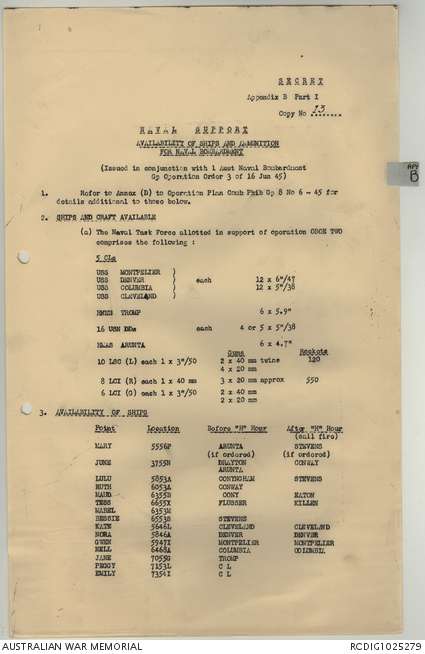 SECRET
Appendix B Part I
Copy No 13
APP
B
NAVAL SUPPORT
AVAILABILITY OF SHIPS AND AMMUNITION
FOR NAVAL BOMBARDMENT
(Issued in conjunction with 1 Aust Naval Bombardment
Gp Operation Order 3 of 16 Jun 45)
1. Refer to Annex (D) to Operation Plan Comb Phib Gp 8 No 6 - 45 for
details additional to those below.
2. SHIPS AND CRAFT AVAILABLE
(a) The Naval Task Force allotted in support of operation OBOE TWO
comprises the following :
5 Cls
USS MONTPELIER )
USS DENVER ) each 12 x 6"/47
USS COLUMBIA ) 12 x 5"/38
USS CLEVELAND )
HNMS TROMP 6 x 5.9"
16 USN DDs each 4 or 5 x 5"/38
HMAS ARUNTA 6 x 4.7"
Guns Rockets
10 LSC (L) each 1 x 3"/50 2 x 40 mm twins 120
4 x 20 mm
8 LCI (R) each 1 x 40 mm 3 x 20 mm approx 550
6 LCI (G) each 1 x 3"/50 2 x 40 mm
2 x 20 mm
3. AVAILABILITY OF SHIPS
Point Location Before "H" Hour After "H" Hour
(call fire)
MARY 5556P ARUNTA STEVENS
(if ordered) (if ordered)
JUNE 3755H DRAYTON CONWAY
ARUNTA
LULU 5853A CONYNGHAM STEVENS
RUTH 6053A CONWAY
MAUD 6355B CONY EATON
TESS 6655X FLUSSER KILLEN
MABEL 6353M
BESSIE 6553S STEVENS
KATE 5646L CLEVELAND CLEVELAND
NORA 5846A DENVER DENVER
GWEN 5947I MONTPELIER MONTPELIER
NELL 6468A COLUMBIA COLUMBIA
JANE 7055G TROMP
PEGGY 7153L C L
EMILY 7354I C L
AUSTRALIAN WAR MEMORIAL
RCDIG1025279